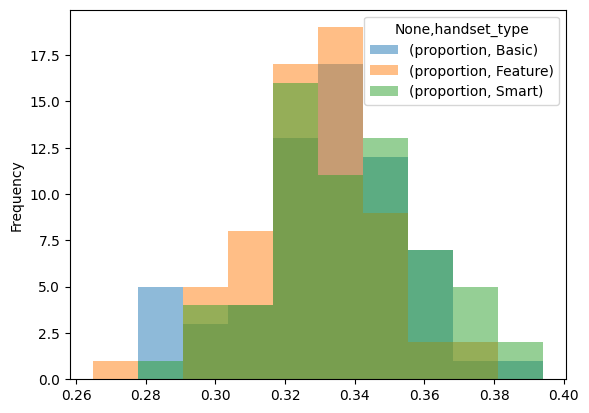 None,handset_type
(proportion, Basic)
(proportion, Feature)
(proportion, Smart)
Frequency
17.5
15.0
12.5
10.0
7.5
5.0
2.5
0.0
0.26 0.28 0.30 0.32 0.34 0.36 0.38 0.40